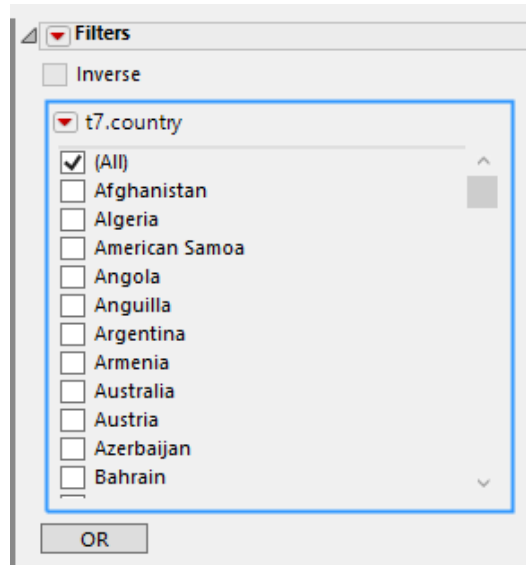 Filters
Inverse
t7.country
(All)
Afghanistan
Algeria
American Samoa
Angola
Anguilla
Argentina
Armenia
Australia
Austria
Azerbaijan
Bahrain
OR